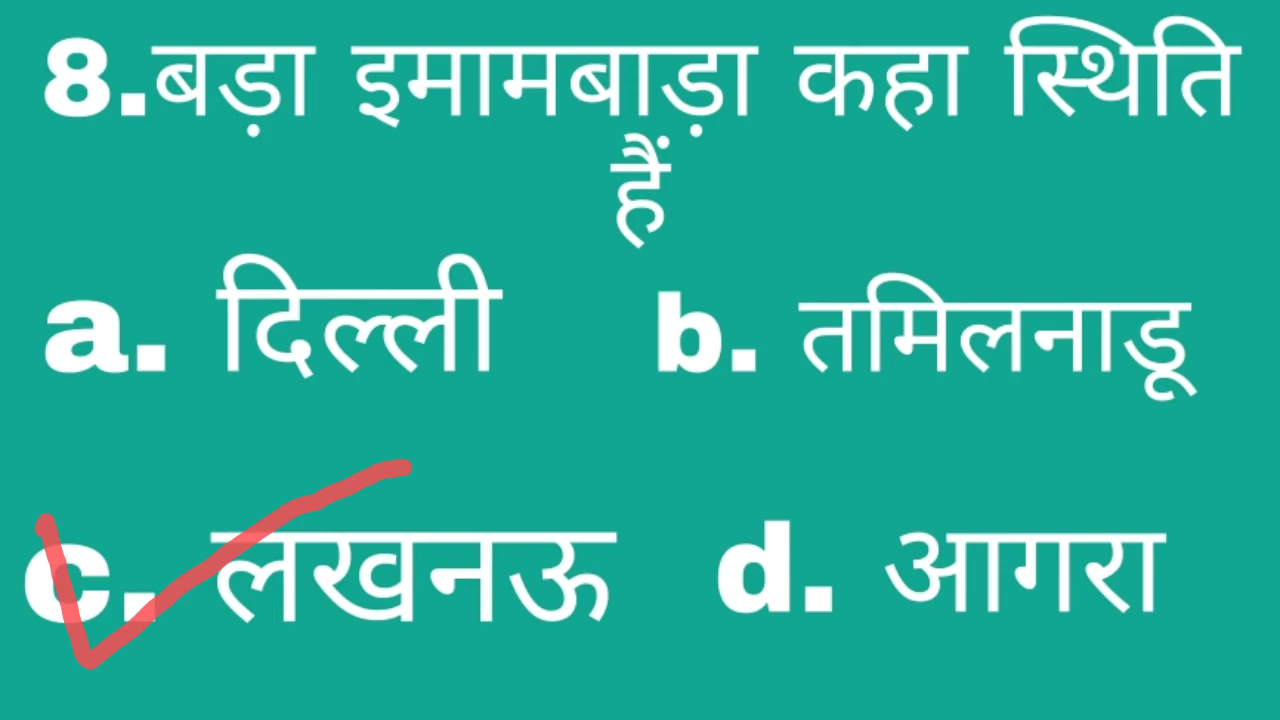 8.बड़ा इमामबाड़ा कहा स्थिति
हैं
a. दिल्ली b. तमिलनाडू
c. लखनऊ d. आगरा